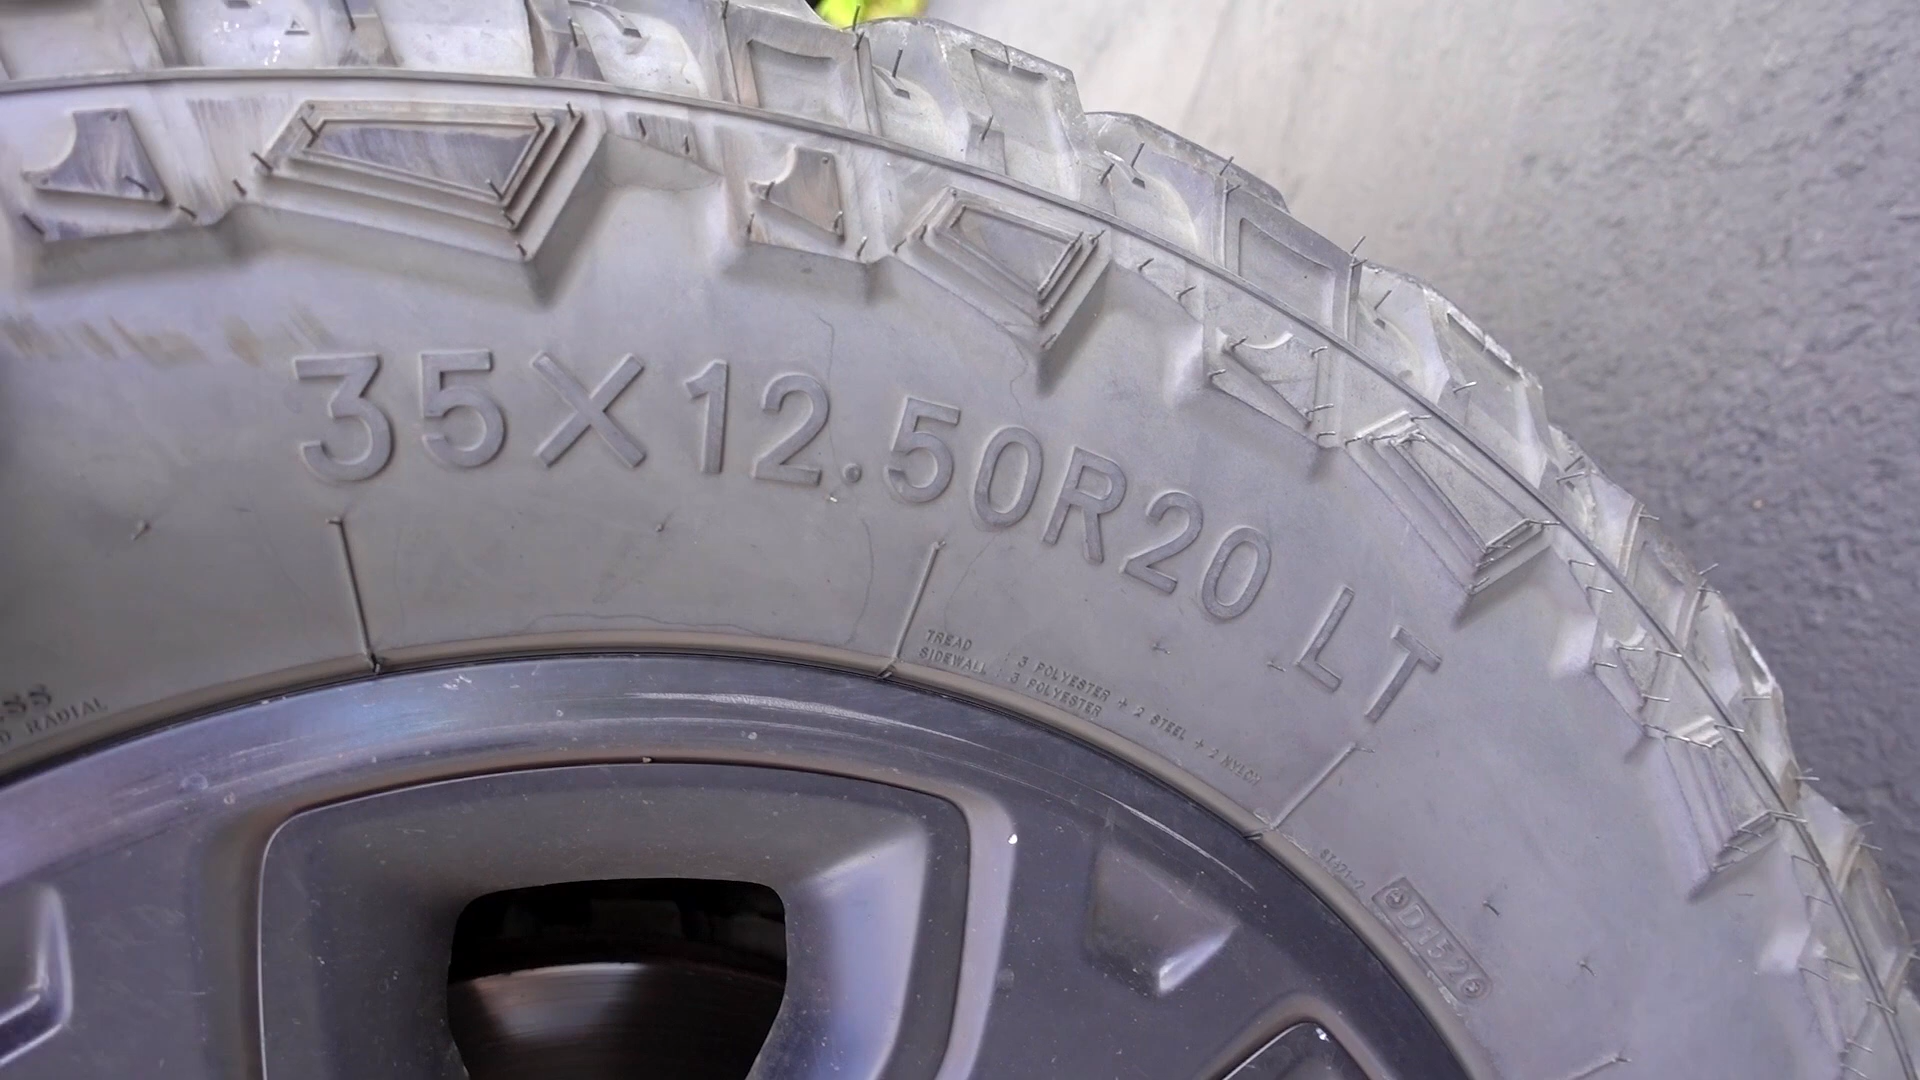 35X12.50R20 LT
TREAD : 3 POLYESTER + 2 STEEL + 2 NYLON
SIDEWALL : 3 POLYESTER
RADIAL
D152